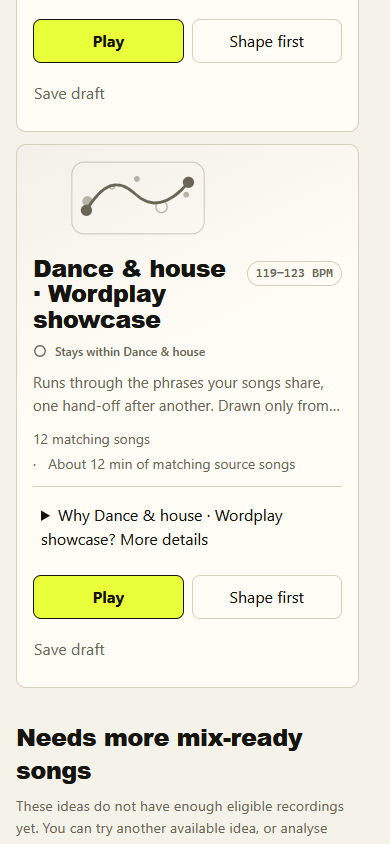 Play
Shape first
Save draft
Dance & house
· Wordplay
showcase
119–123 BPM
Stays within Dance & house
Runs through the phrases your songs share,
one hand-off after another. Drawn only from…
12 matching songs
· About 12 min of matching source songs
Why Dance & house · Wordplay
showcase? More details
Play
Shape first
Save draft
Needs more mix-ready
songs
These ideas do not have enough eligible recordings
yet. You can try another available idea, or analyse